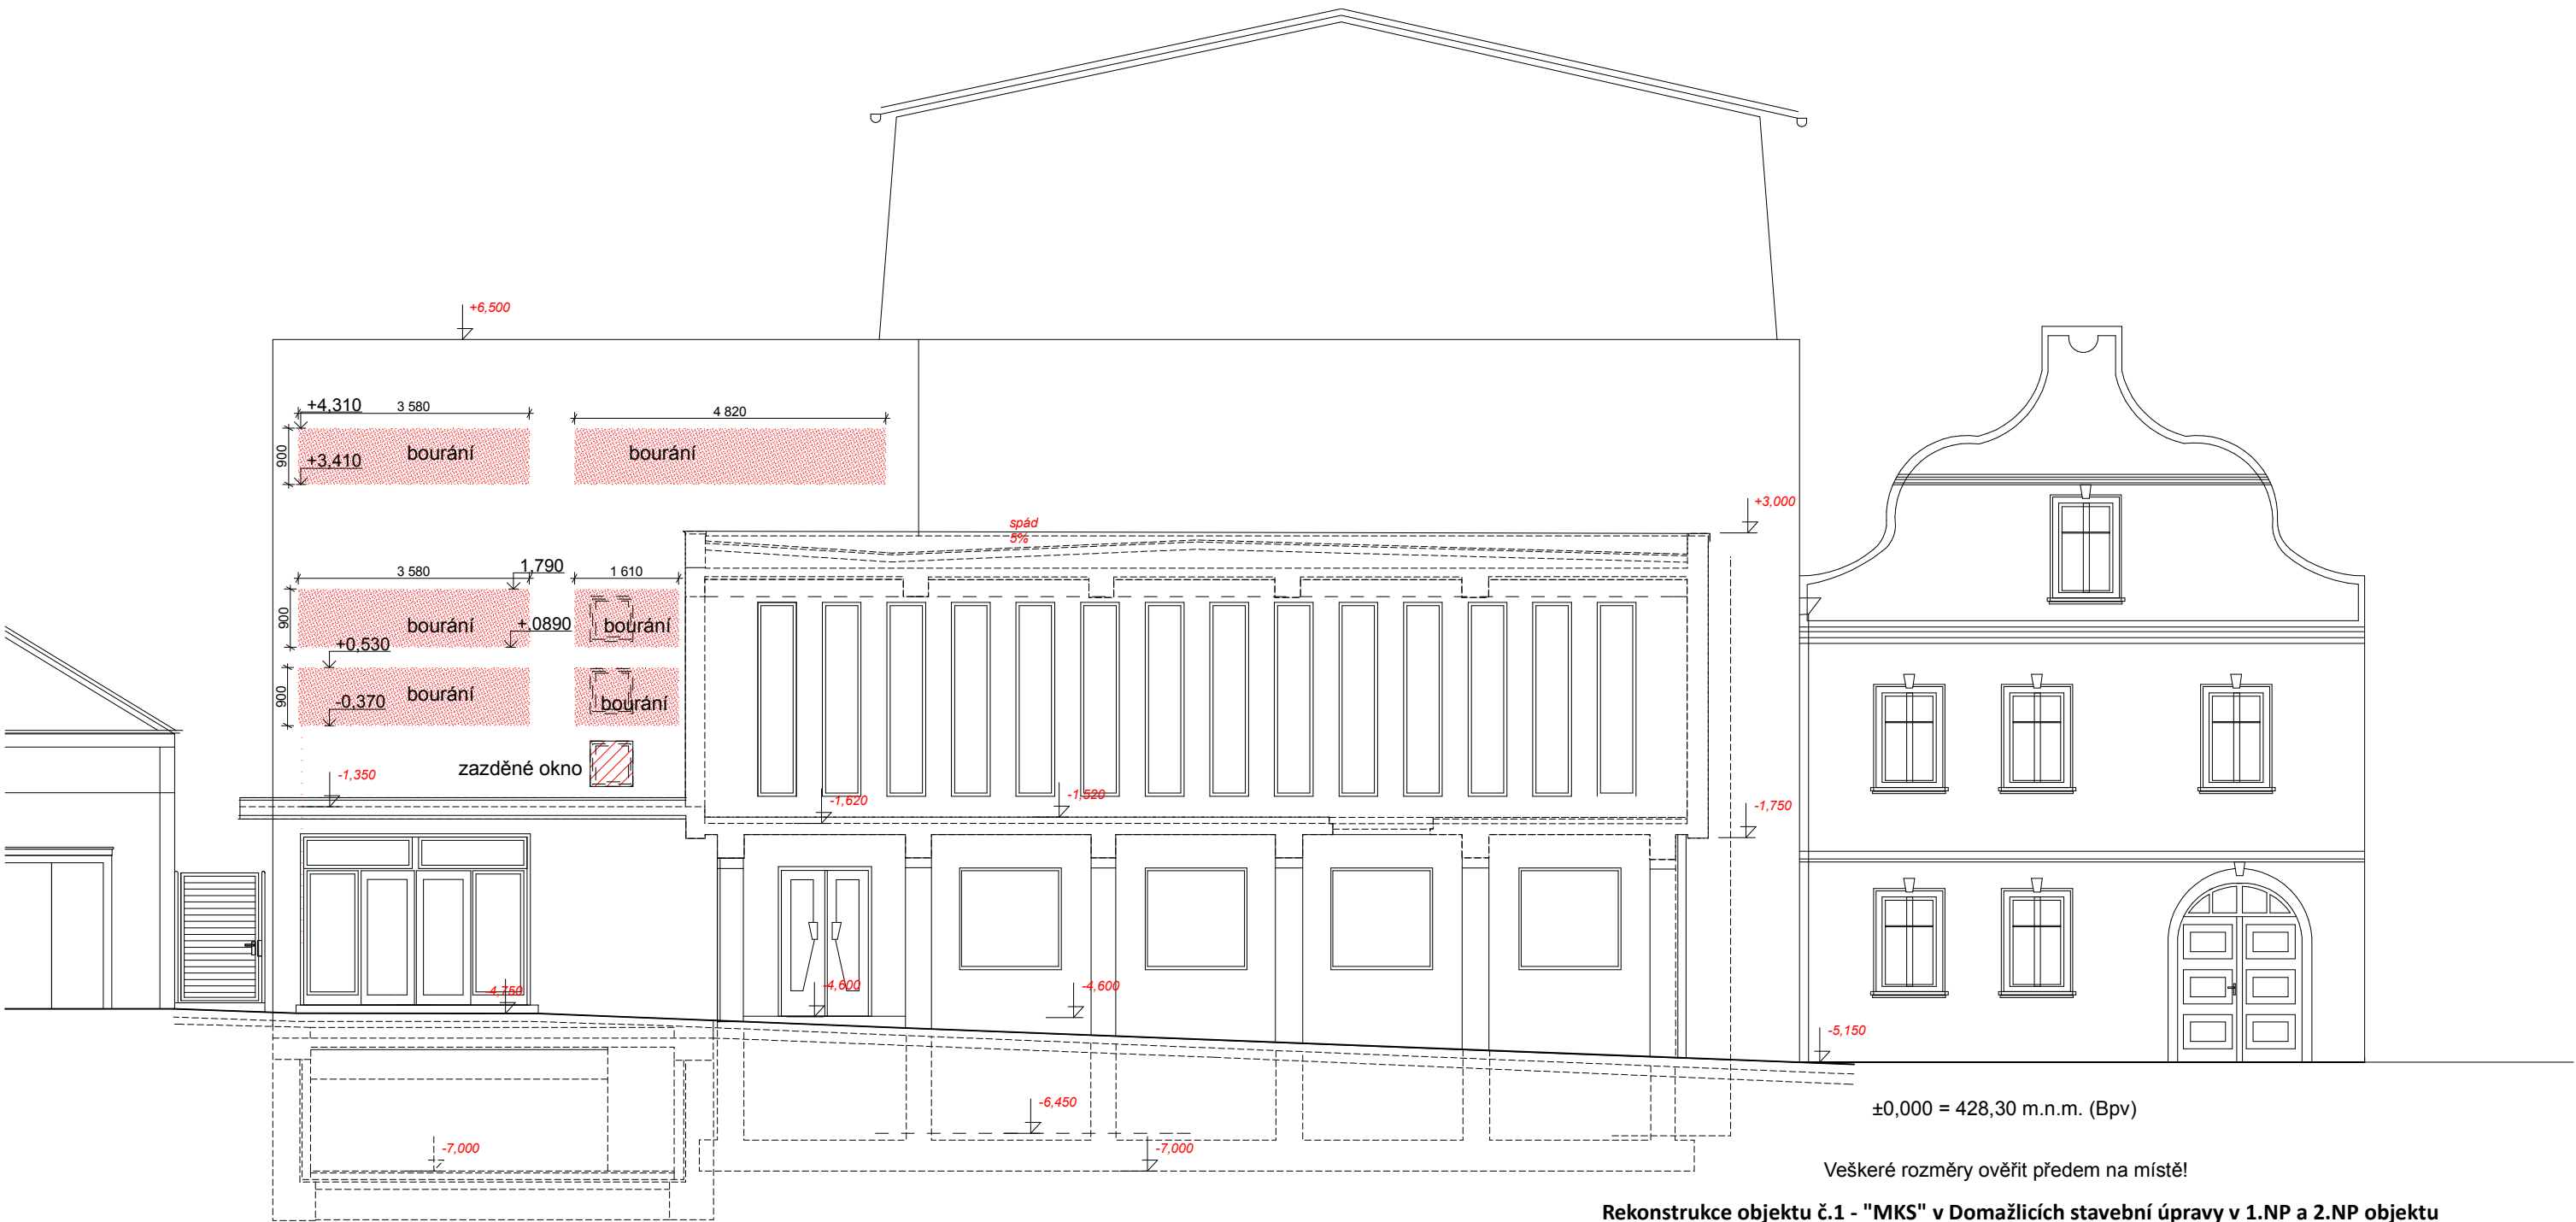 +6,500
+4,310
3 580
4 820
900
bourání
bourání
+3,410
+3,000
spád
5%
3 580
1,790
1 610
900
bourání
+,0890
bourání
+0,530
900
bourání
-0,370
bourání
zazděné okno
-1,350
-1,620
-1,520
-1,750
-4,750
-4,600
-4,600
-5,150
-6,450
-7,000
-7,000
±0,000 = 428,30 m.n.m. (Bpv)
Veškeré rozměry ověřit předem na místě!
Rekonstrukce objektu č.1 - "MKS" v Domažlicích stavební úpravy v 1.NP a 2.NP objektu